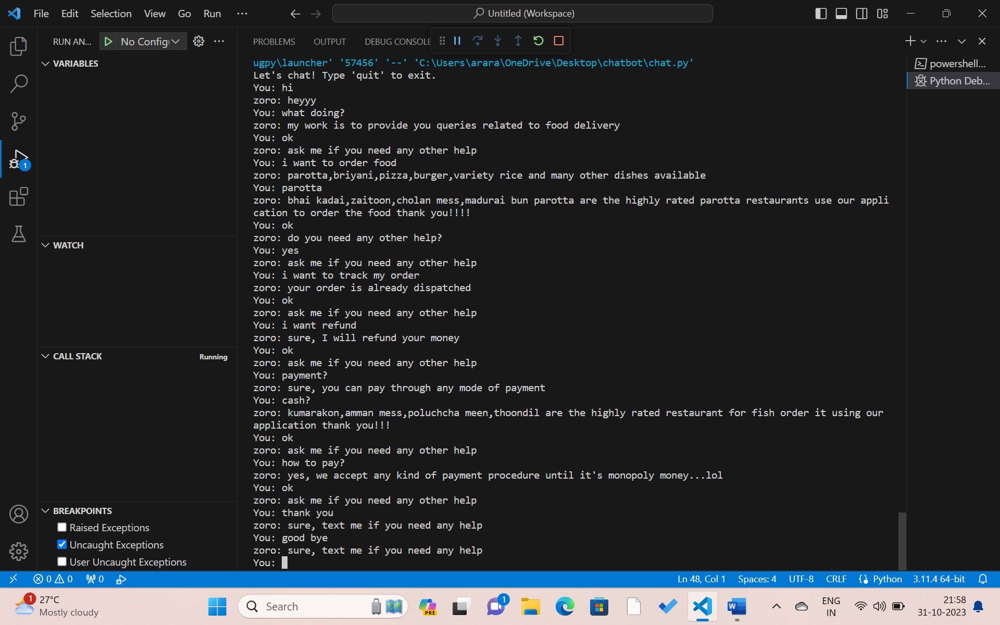 File Edit Selection View Go Run ··· Untitled (Workspace)
RUN AN... No Config ···
PROBLEMS OUTPUT DEBUG CONSOLE
VARIABLES
WATCH
CALL STACK Running
BREAKPOINTS
Raised Exceptions
Uncaught Exceptions
User Uncaught Exceptions
1
ugpy\launcher' '57456' '--' 'C:\Users\arara\OneDrive\Desktop\chatbot\chat.py'
Let's chat! Type 'quit' to exit.
You: hi
zoro: heyyy
You: what doing?
zoro: my work is to provide you queries related to food delivery
You: ok
zoro: ask me if you need any other help
You: i want to order food
zoro: parotta,briyani,pizza,burger,variety rice and many other dishes available
You: parotta
zoro: bhai kadai,zaitoon,cholan mess,madurai bun parotta are the highly rated parotta restaurants use our appli
cation to order the food thank you!!!!
You: ok
zoro: do you need any other help?
You: yes
zoro: ask me if you need any other help
You: i want to track my order
zoro: your order is already dispatched
You: ok
zoro: ask me if you need any other help
You: i want refund
zoro: sure, I will refund your money
You: ok
zoro: ask me if you need any other help
You: payment?
zoro: sure, you can pay through any mode of payment
You: cash?
zoro: kumarakon,amman mess,poluchcha meen,thoondil are the highly rated restaurant for fish order it using our
application thank you!!!
You: ok
zoro: ask me if you need any other help
You: how to pay?
zoro: yes, we accept any kind of payment procedure until it's monopoly money...lol
You: ok
zoro: ask me if you need any other help
You: thank you
zoro: sure, text me if you need any help
You: good bye
zoro: sure, text me if you need any help
You:
powershell...
Python Deb...
0 0 0 Ln 48, Col 1 Spaces: 4 UTF-8 CRLF Python 3.11.4 64-bit
1 27°C
Mostly cloudy
Search
PRE
1
W
ENG
IN
21:58
31-10-2023